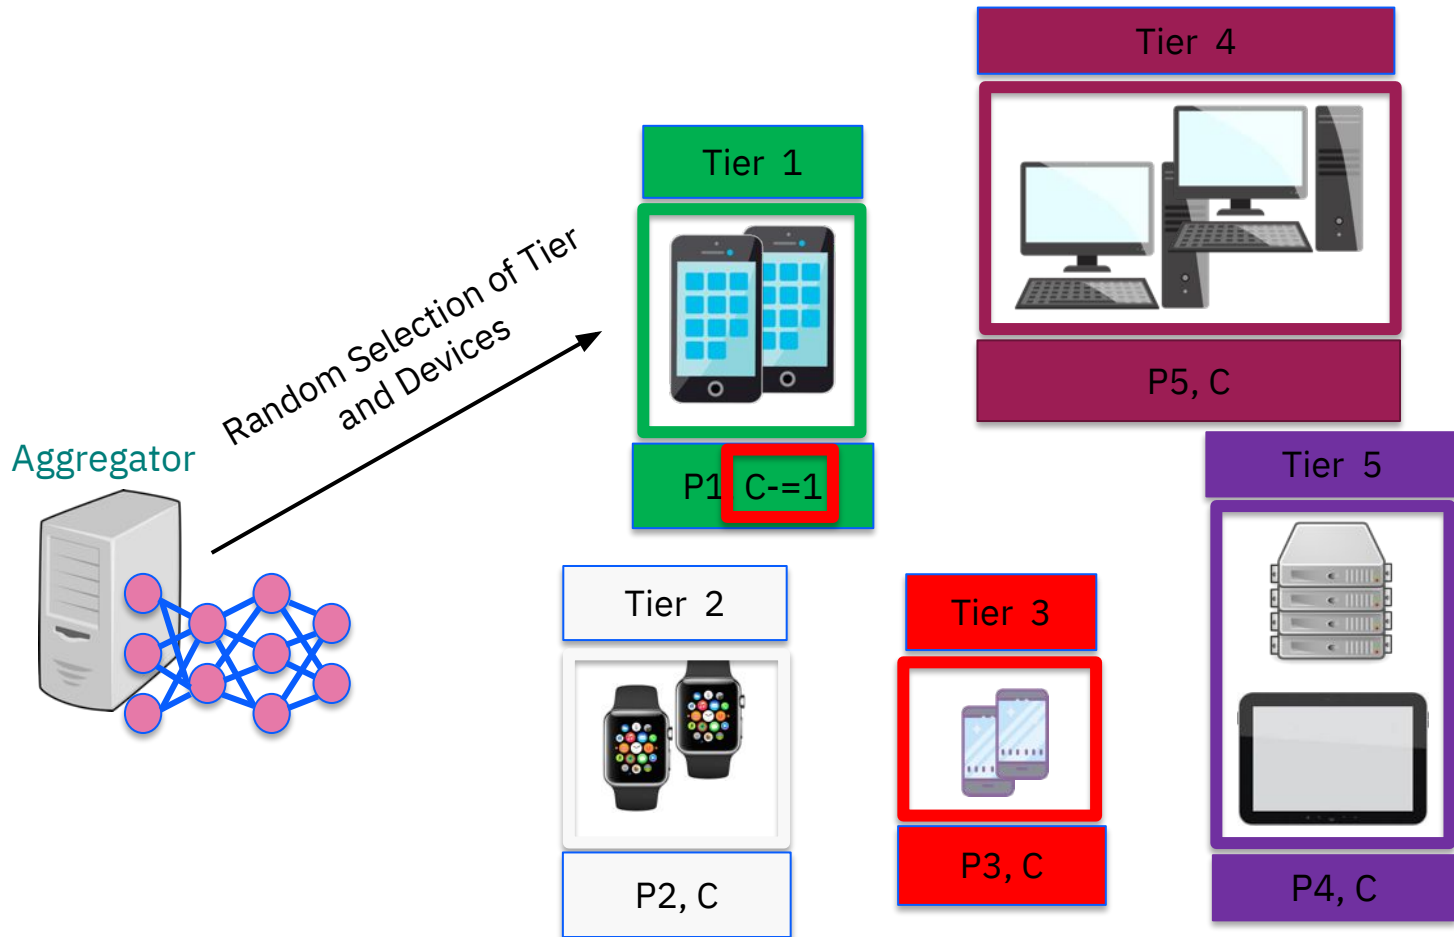 Tier 4
Tier 1
Random Selection of Tier
and Devices
P5, C
Aggregator
Tier 5
P1 C-=1
Tier 2
Tier 3
P3, C
P2, C
P4, C